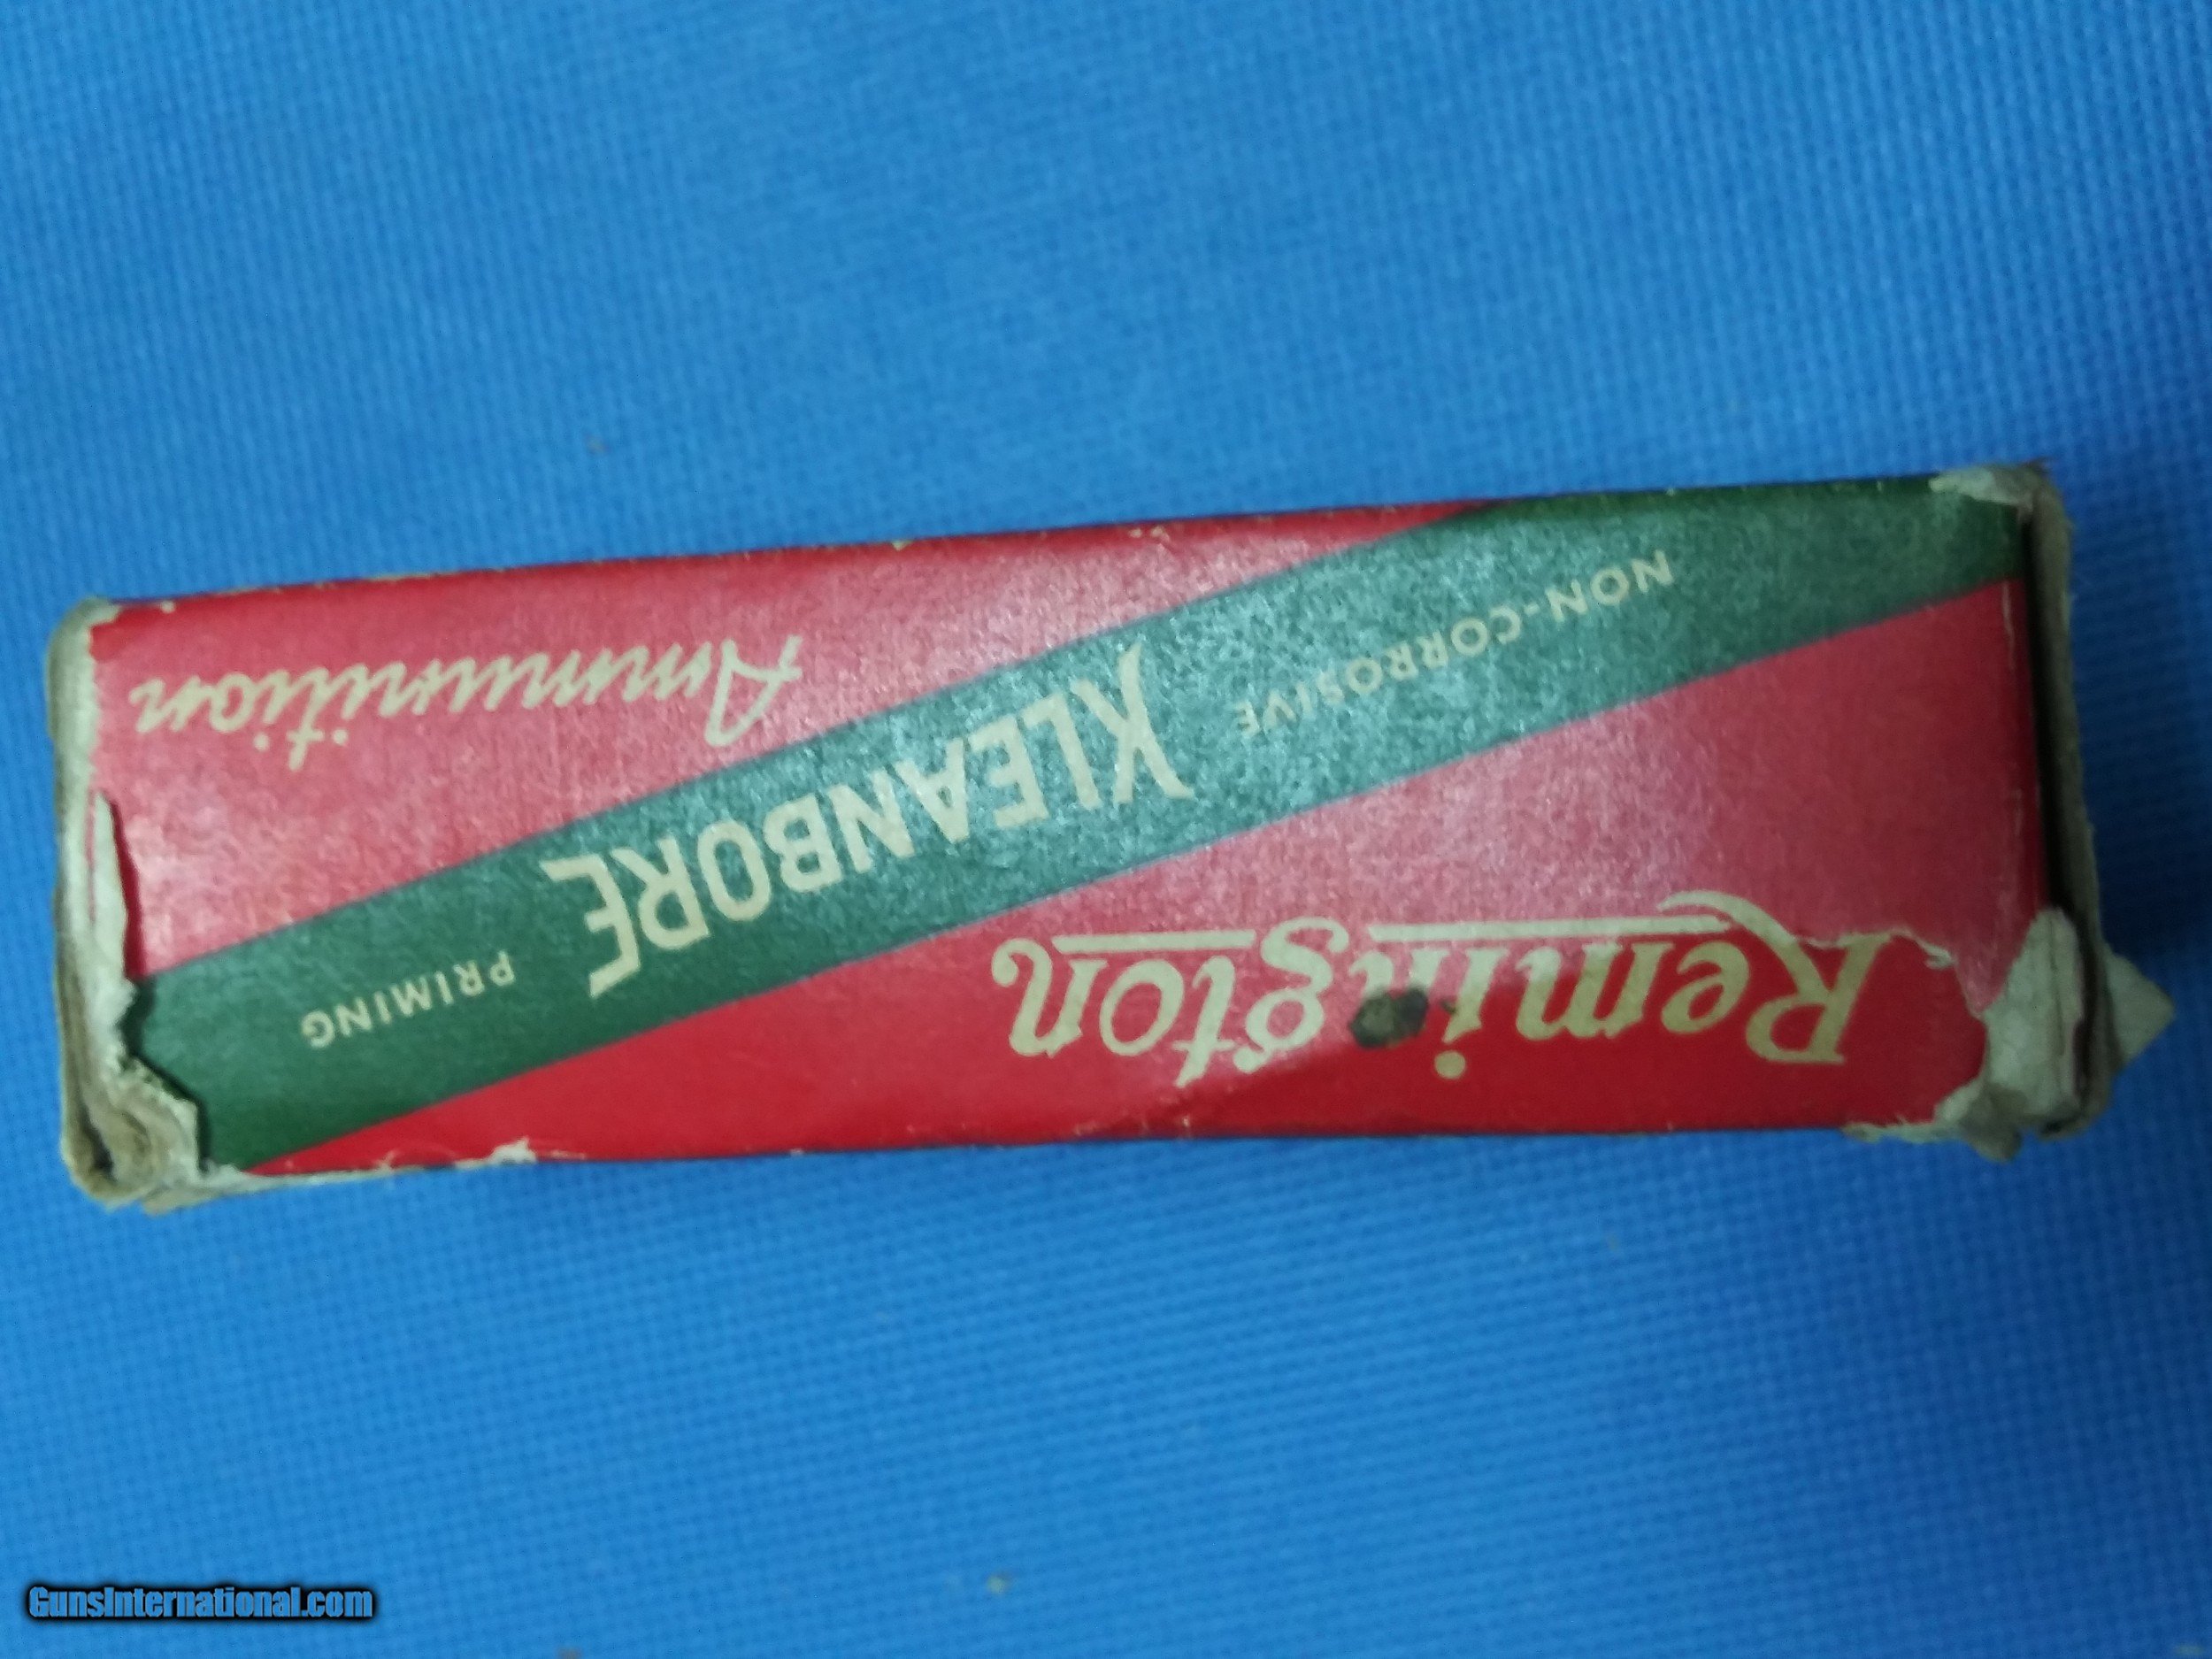 Remington
NON-CORROSIVE
KLEANBORE
PRIMING
Ammunition
GunsInternational.com